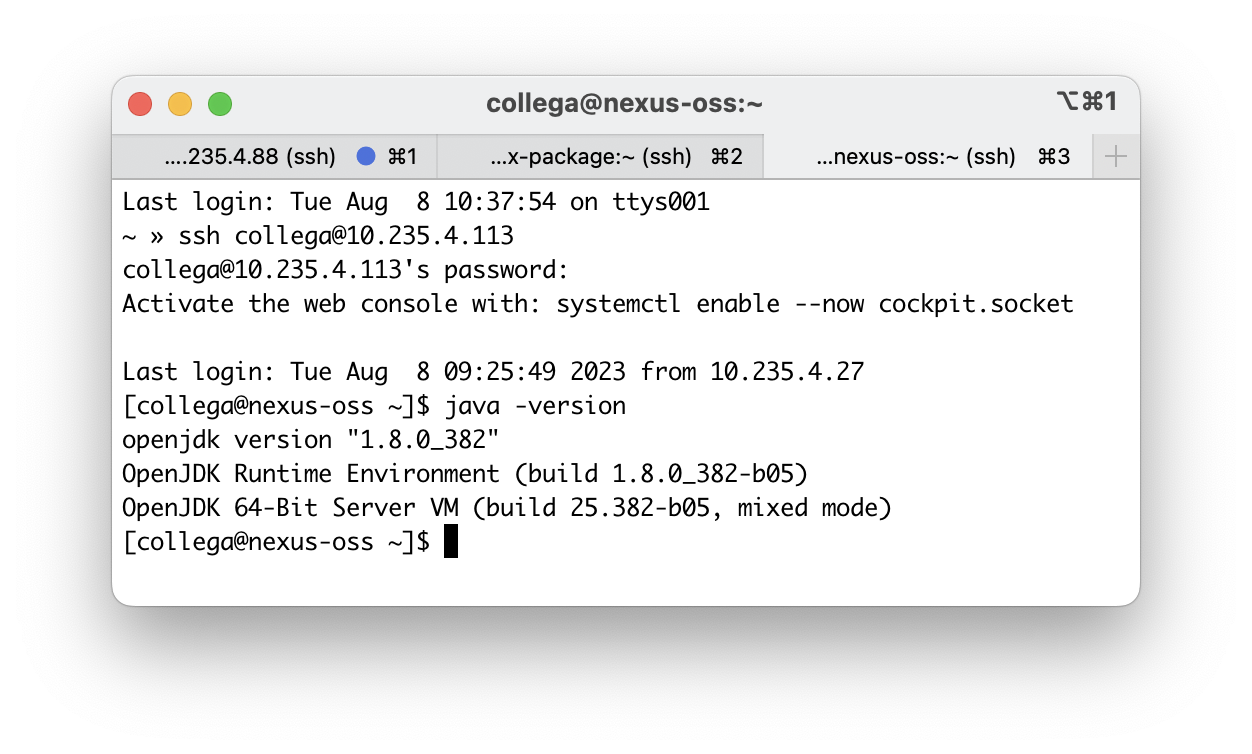 collega@nexus-oss:~
⌥⌘1
....235.4.88 (ssh) ⌘1
...x-package:~ (ssh) ⌘2
...nexus-oss:~ (ssh) ⌘3
Last login: Tue Aug  8 10:37:54 on ttys001
~ » ssh collega@10.235.4.113
collega@10.235.4.113's password:
Activate the web console with: systemctl enable --now cockpit.socket
Last login: Tue Aug  8 09:25:49 2023 from 10.235.4.27
[collega@nexus-oss ~]$ java -version
openjdk version "1.8.0_382"
OpenJDK Runtime Environment (build 1.8.0_382-b05)
OpenJDK 64-Bit Server VM (build 25.382-b05, mixed mode)
[collega@nexus-oss ~]$